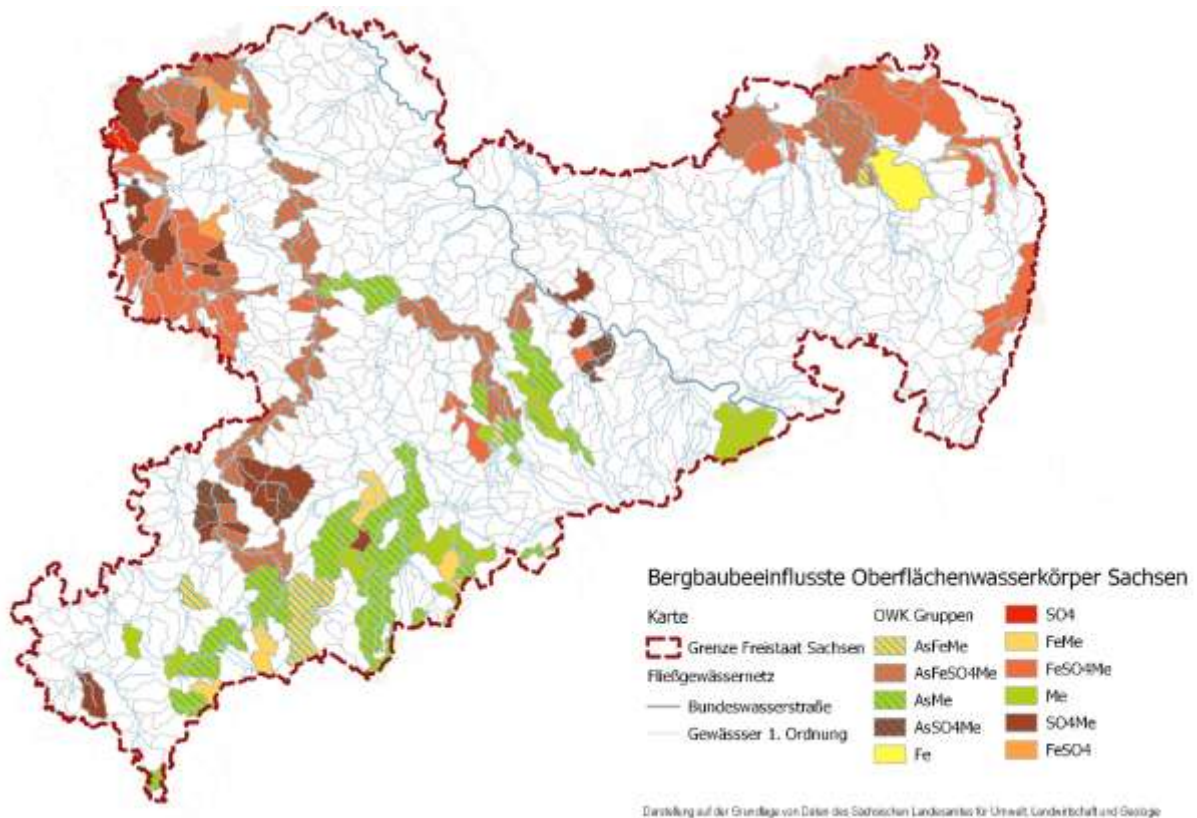 Bergbaubeeinflusste Oberflächenwasserkörper Sachsen
Karte
Grenze Freistaat Sachsen
Fließgewässernetz
Bundeswasserstraße
Gewässser 1. Ordnung
OWK Gruppen
AsFeMe
AsFeSO4Me
AsMe
AsSO4Me
Fe
SO4
FeMe
FeSO4Me
Me
SO4Me
FeSO4
Darstellung auf der Grundlage von Daten des Sächsischen Landesamtes für Umwelt, Landwirtschaft und Geologie